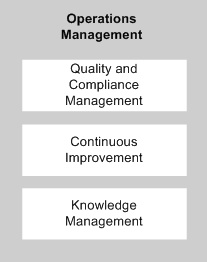 Operations
Management
Quality and
Compliance
Management
Continuous
Improvement
Knowledge
Management